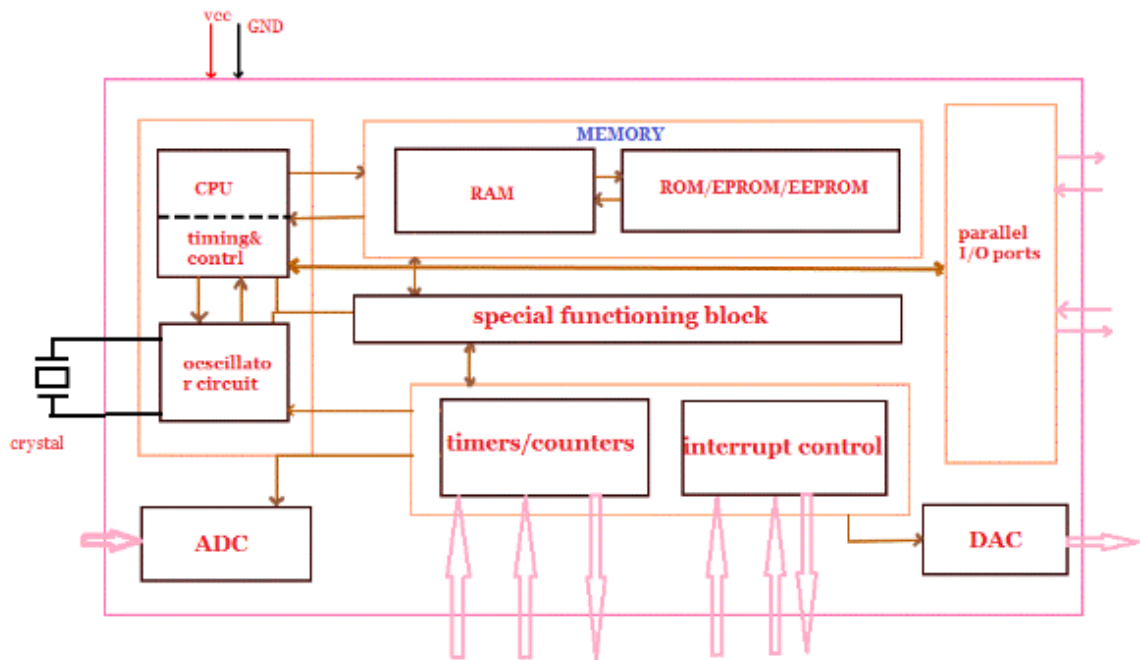 vcc
GND
MEMORY
CPU
RAM
ROM/EPROM/EEPROM
timing&
contrl
parallel
I/O ports
special functioning block
ocscillato
r circuit
crystal
timers/counters
interrupt control
ADC
DAC